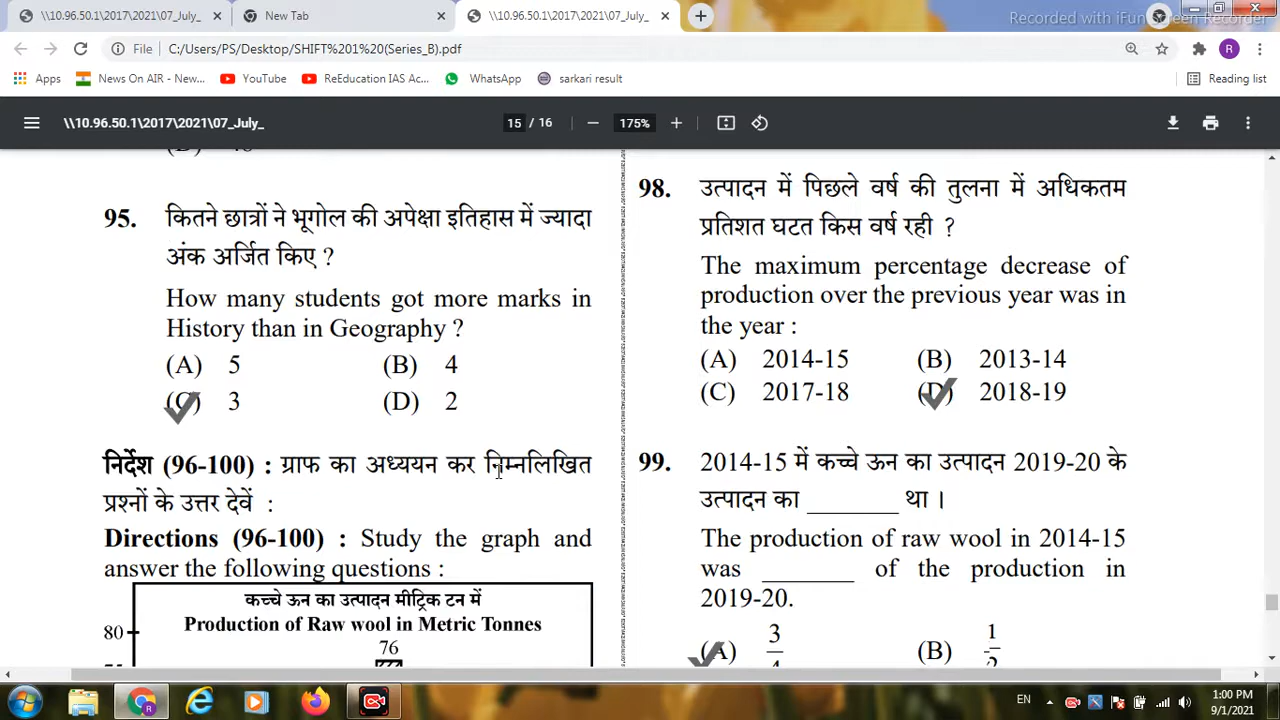 \\10.96.50.1\2017\2021\07_July_
New Tab
\\10.96.50.1\2017\2021\07_July_
Recorded with iFun Screen Recorder
File
C:/Users/PS/Desktop/SHIFT%201%20(Series_B).pdf
R
Apps
News On AIR - New...
YouTube
ReEducation IAS Ac...
WhatsApp
sarkari result
Reading list
\\10.96.50.1\2017\2021\07_July_
15 / 16
175%
95. कितने छात्रों ने भूगोल की अपेक्षा इतिहास में ज्यादा
अंक अर्जित किए ?
How many students got more marks in
History than in Geography ?
(A) 5 (B) 4
(C) 3 (D) 2
निर्देश (96-100) : ग्राफ का अध्ययन कर निम्नलिखित
प्रश्नों के उत्तर देवें :
Directions (96-100) : Study the graph and
answer the following questions :
कच्चे ऊन का उत्पादन मीट्रिक टन में
Production of Raw wool in Metric Tonnes
80
76
98. उत्पादन में पिछले वर्ष की तुलना में अधिकतम
प्रतिशत घटत किस वर्ष रही ?
The maximum percentage decrease of
production over the previous year was in
the year :
(A) 2014-15 (B) 2013-14
(C) 2017-18 (D) 2018-19
99. 2014-15 में कच्चे ऊन का उत्पादन 2019-20 के
उत्पादन का ________ था ।
The production of raw wool in 2014-15
was ________ of the production in
2019-20.
(A) 3/4 (B) 1/2
EN
1:00 PM
9/1/2021